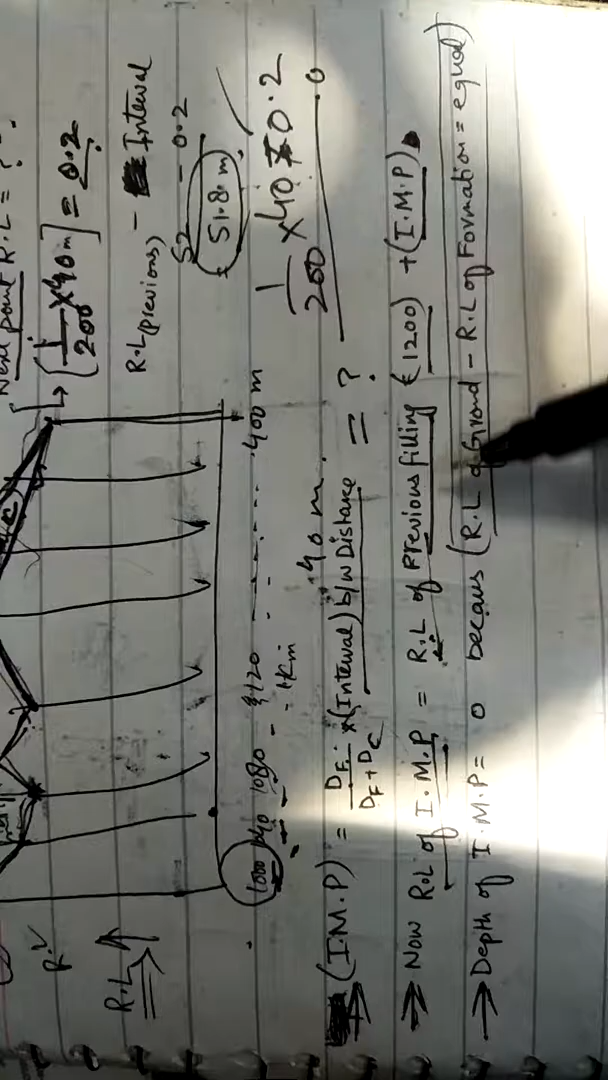 Next point R.L = ?
[1/200 × 40m] = 0.2
R.L (previous) - Interval
52 - 0.2
51.8 m
1/200 × 40 0.2
R.L
1000 1040 1080 1120 - - - - - 400 m
1 Km
40 m.
(I.M.P) = DF/DF + DC × (Interval) b/w Distance = ?
→ Now R.L of I.M.P = R.L of previous filling (1200) + (I.M.P)
→ Depth of I.M.P = 0 becaus (R.L of Ground - R.L of Formation = equal)